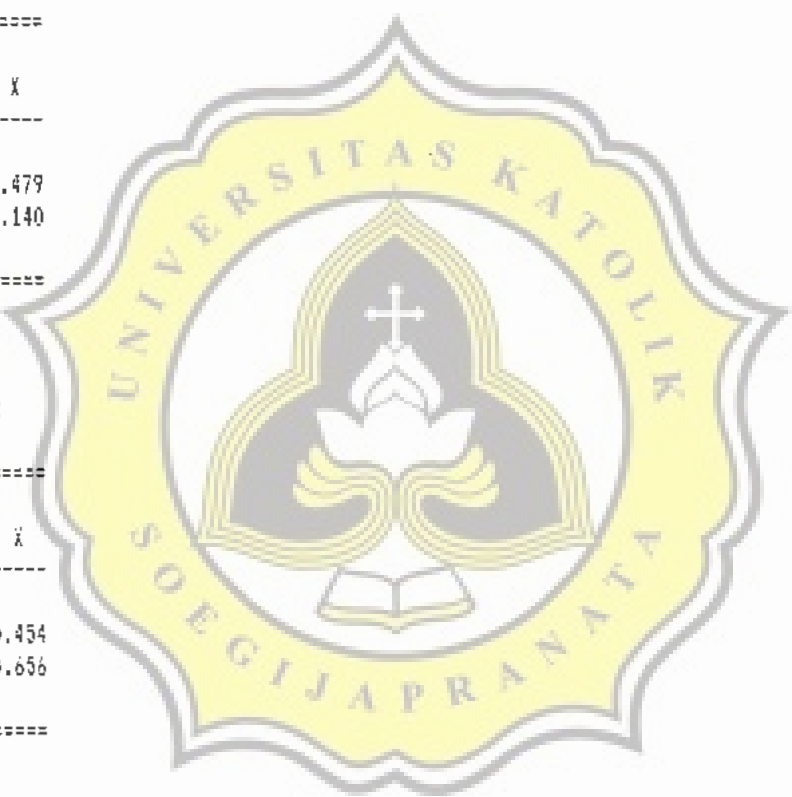 ====
X
----
.479
.140
====
====
X
----
.454
.656
====
UNIVERSITAS KATOLIK
SOEGIJAPRANATA